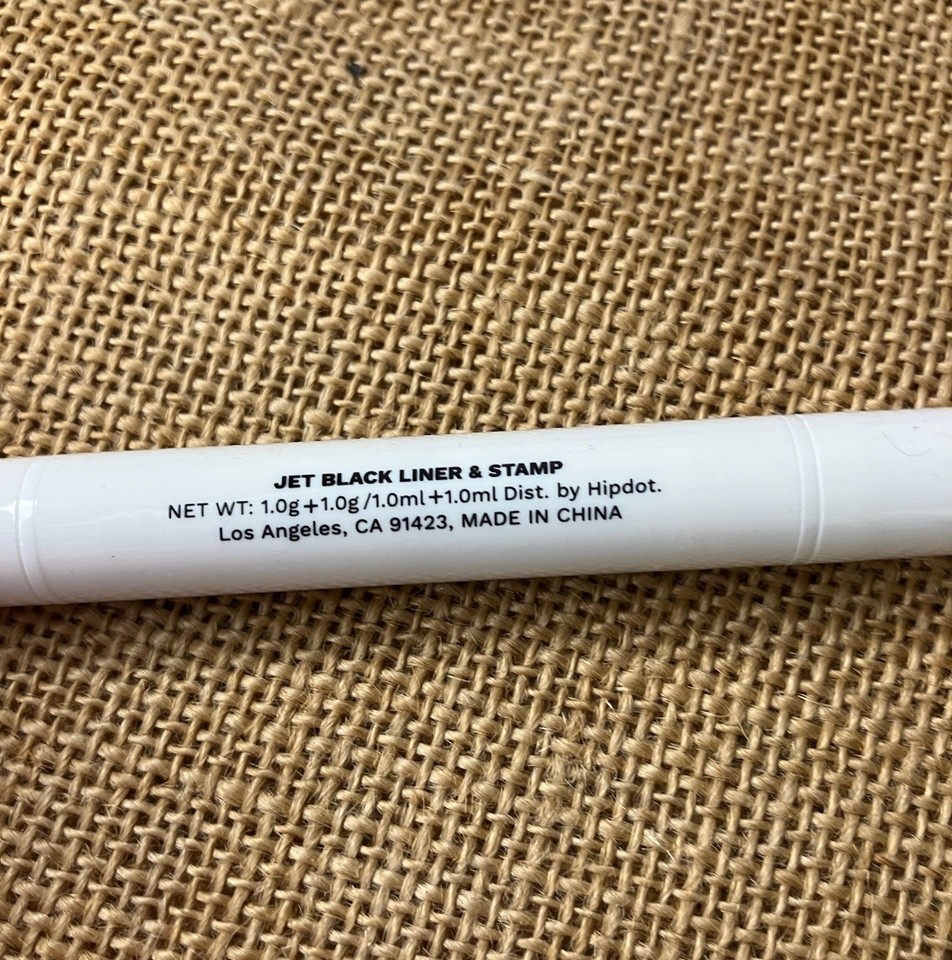 JET BLACK LINER & STAMP
NET WT: 1.0g+1.0g/1.0ml+1.0ml Dist. by Hipdot.
Los Angeles, CA 91423, MADE IN CHINA